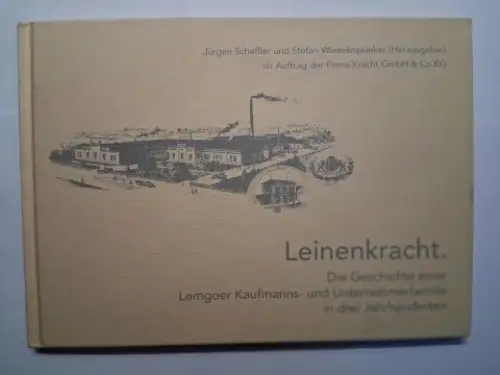 Jürgen Scheffler und Stefan Wiesekopsieker (Herausgeber)
im Auftrag der Firma Kracht GmbH & Co KG
Leinenkracht.
Die Geschichte einer
Lemgoer Kaufmanns- und Unternehmerfamilie
in drei Jahrhunderten